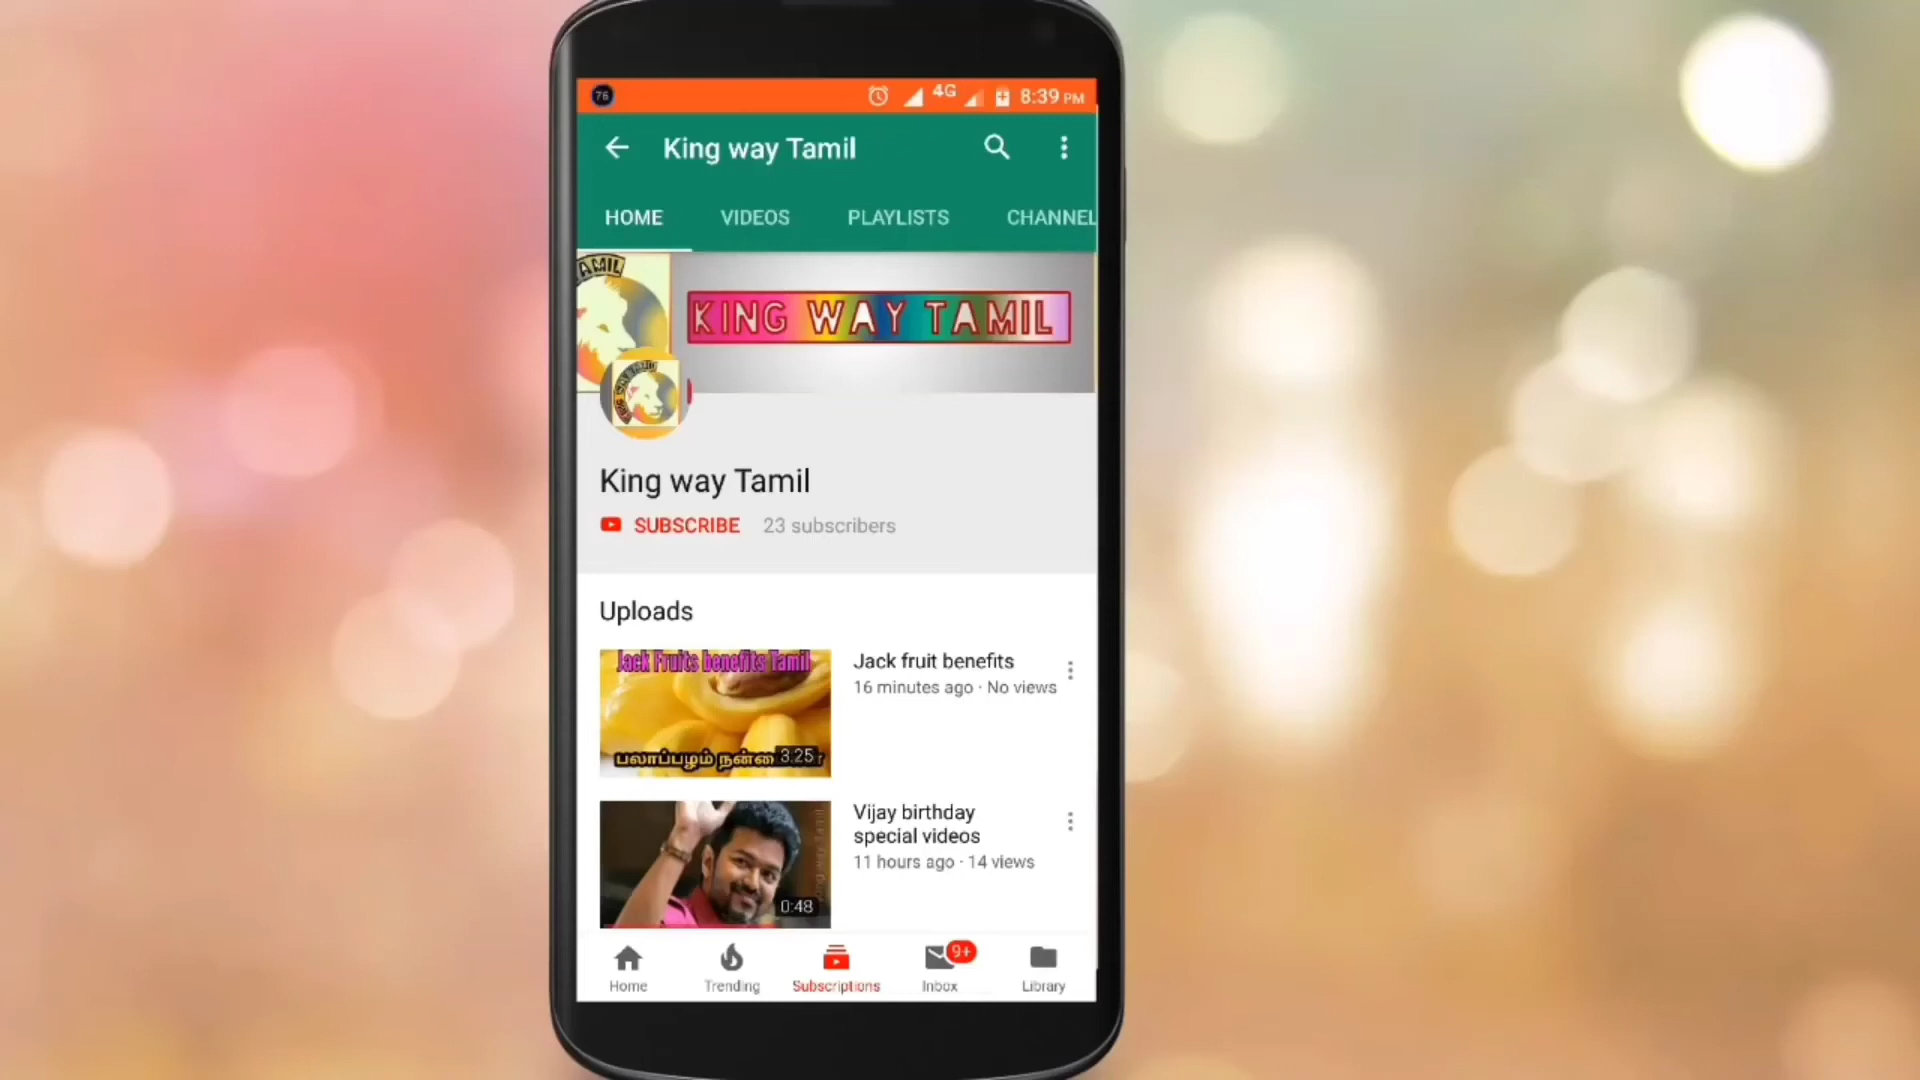 76 4G 8:39 PM
King way Tamil
HOME VIDEOS PLAYLISTS CHANNEL
TAMIL
KING WAY TAMIL
King way Tamil
SUBSCRIBE 23 subscribers
Uploads
Jack Fruits benefits Tamil
பலாப்பழம்
3:25
Jack fruit benefits
16 minutes ago · No views
0:48
Vijay birthday
special videos
11 hours ago · 14 views
9+
Home Trending Subscriptions Inbox Library